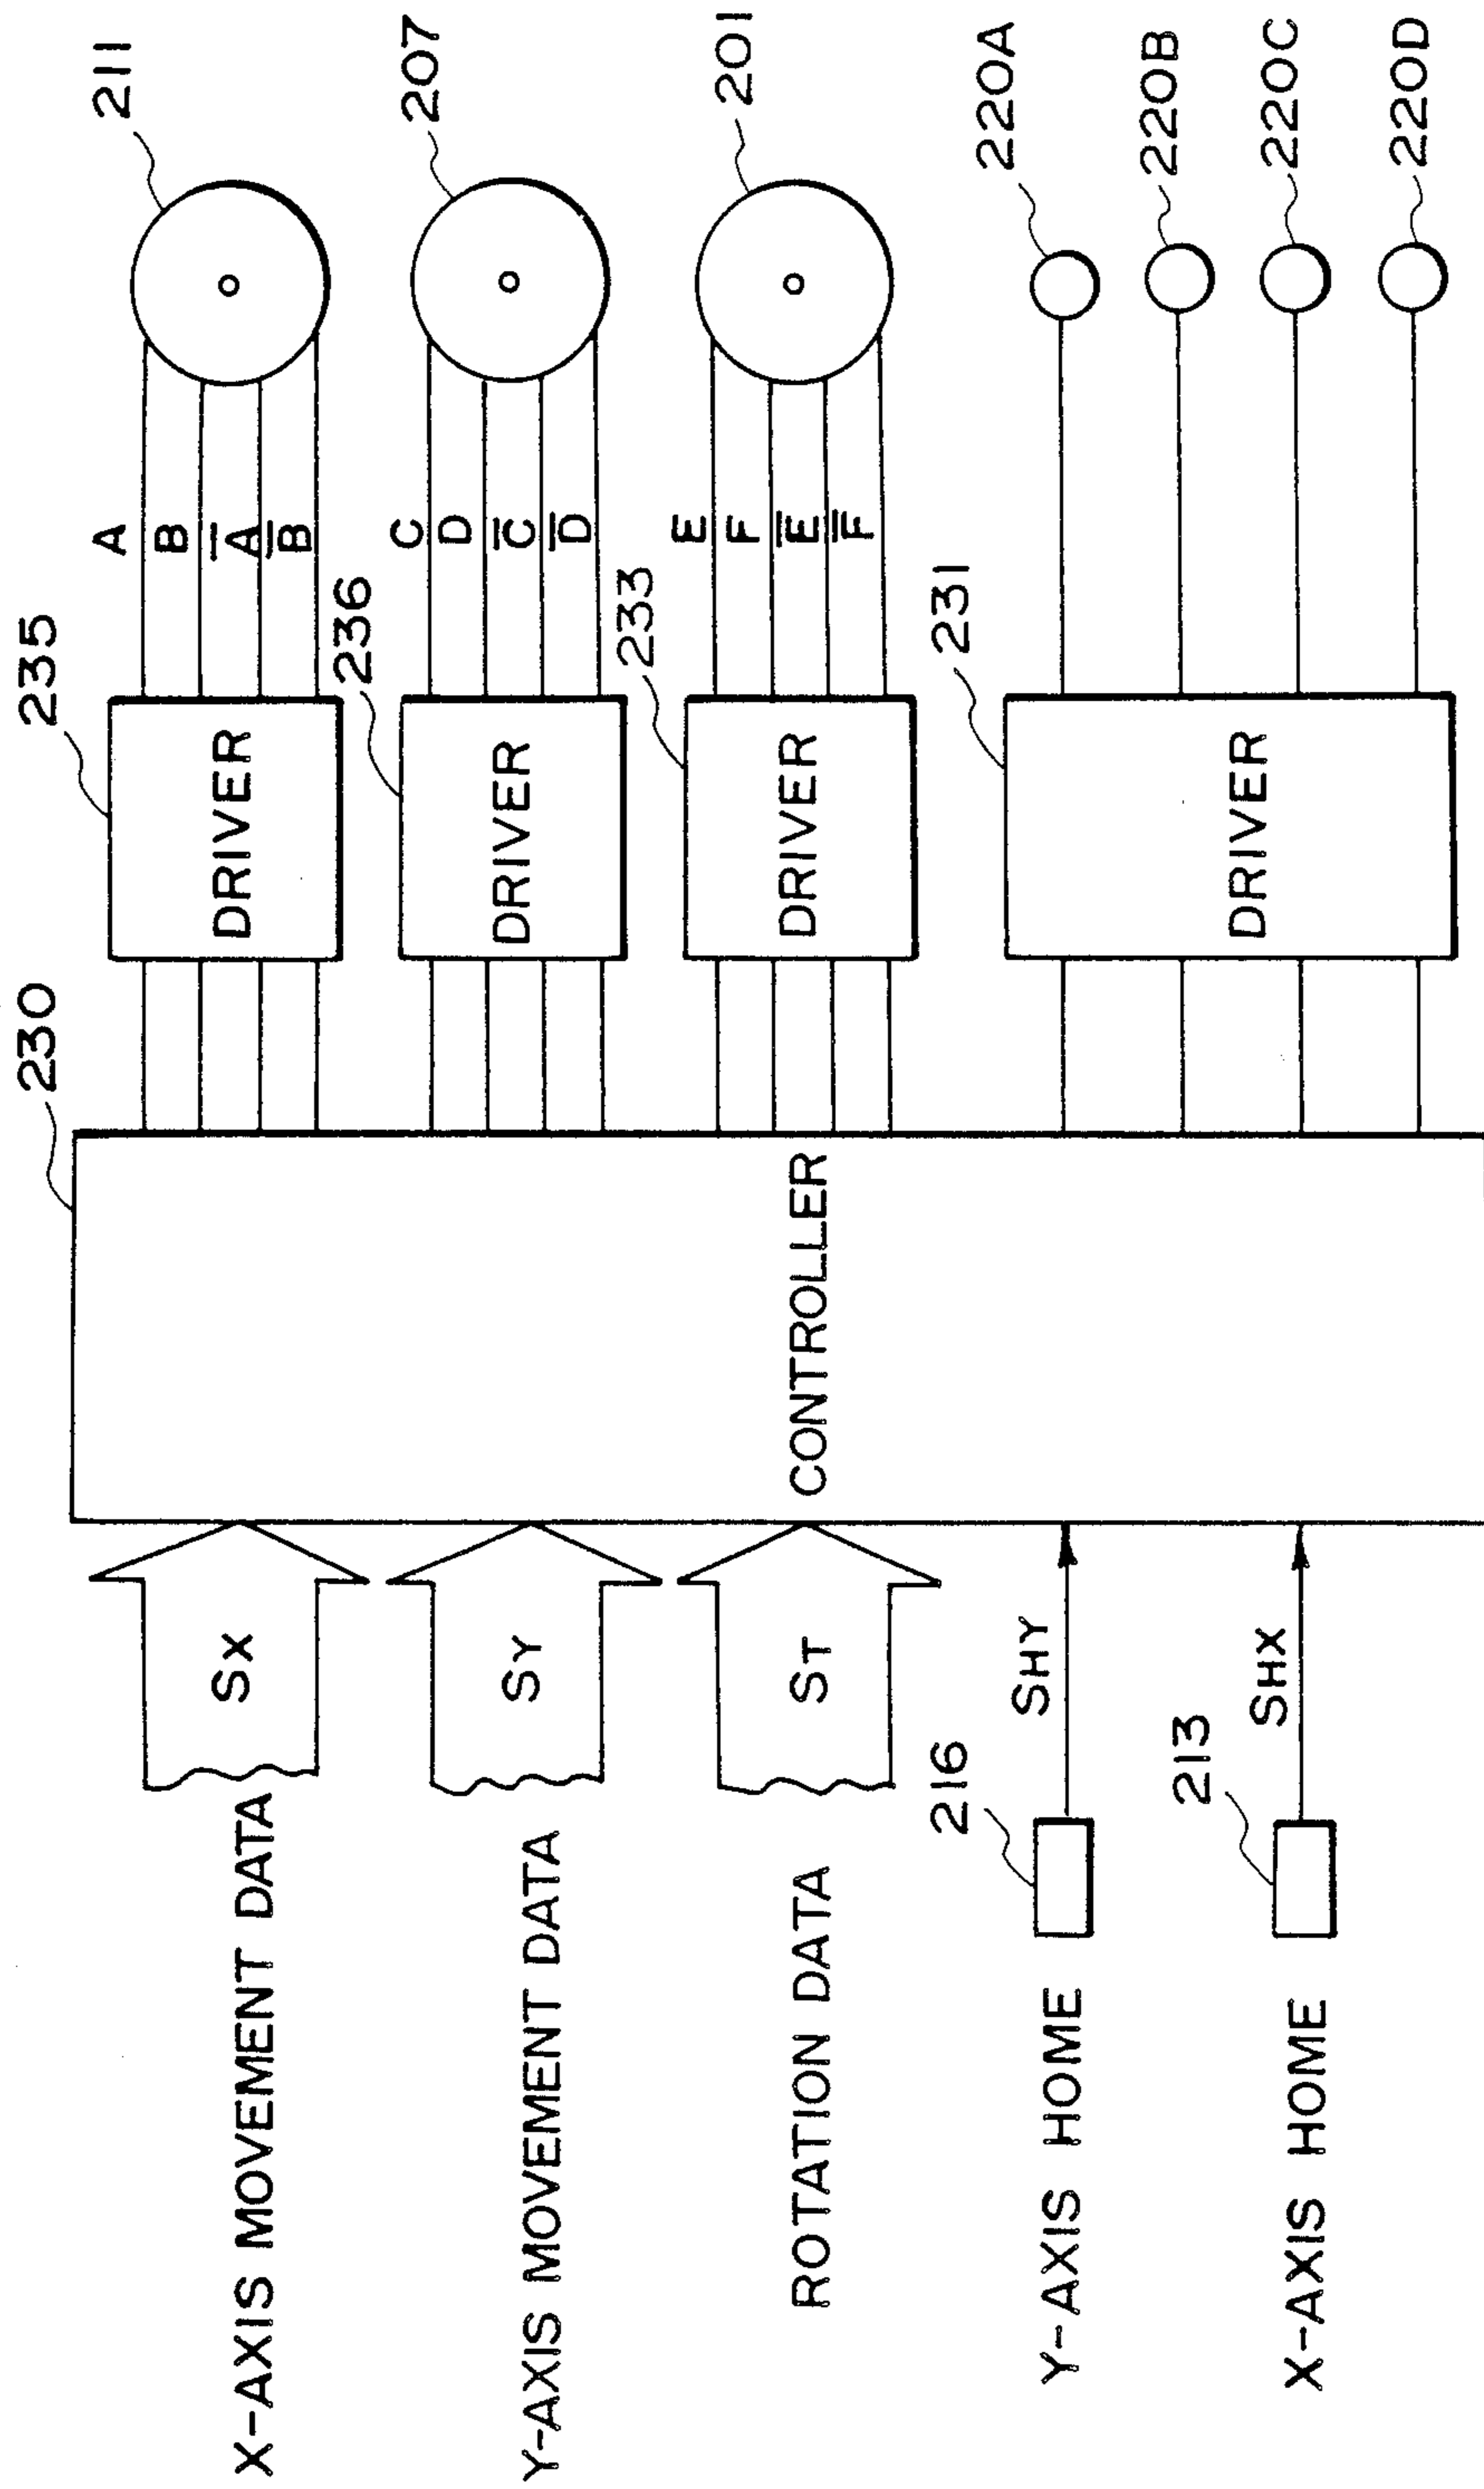 X-AXIS MOVEMENT DATA
SX
230
235
DRIVER
A
B
A̅
B̅
211
Y-AXIS MOVEMENT DATA
SY
236
DRIVER
C
D
C̅
D̅
207
ROTATION DATA
ST
CONTROLLER
233
DRIVER
E
F
E̅
F̅
201
Y-AXIS HOME
216
SHY
231
DRIVER
220A
220B
X-AXIS HOME
213
SHX
220C
220D